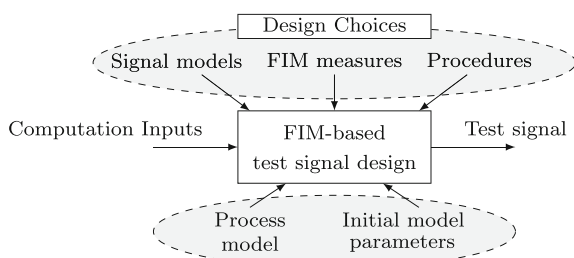 Design Choices
Signal models FIM measures Procedures
Computation Inputs
FIM-based
test signal design
Test signal
Process
model
Initial model
parameters